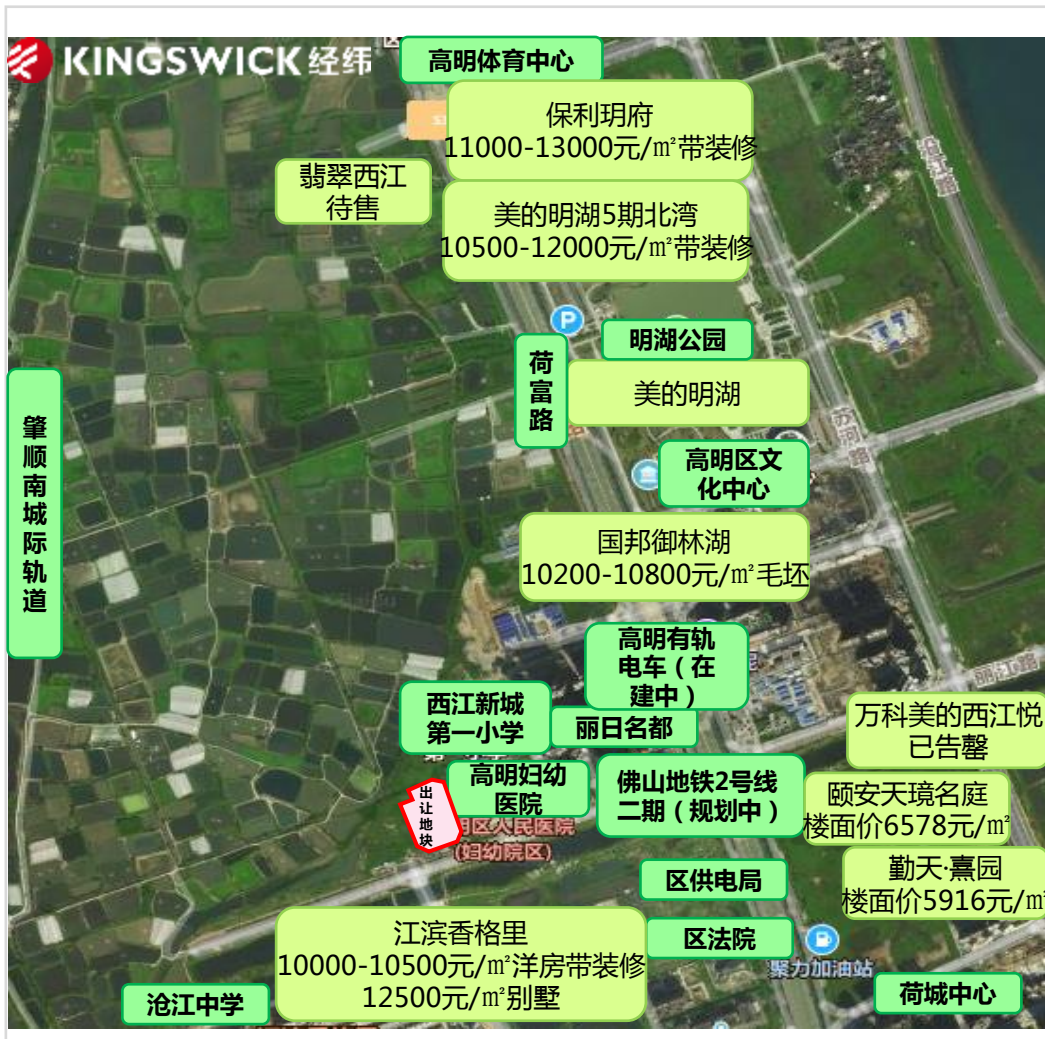 KINGSWICK 经纬
高明体育中心
保利玥府
11000-13000元/㎡带装修
翡翠西江
待售
美的明湖5期北湾
10500-12000元/㎡带装修
沿江路
P
明湖公园
荷富路
美的明湖
苏河路
肇顺南城际轨道
高明区文
化中心
国邦御林湖
10200-10800元/㎡毛坯
高明有轨
电车（在
建中）
丽江路
西江新城
第一小学
丽日名都
万科美的西江悦
已告罄
高明妇幼
医院
佛山地铁2号线
二期（规划中）
出让地块
颐安天璄名庭
楼面价6578元/㎡
明区人民医院
(妇幼院区)
勤天·熹园
楼面价5916元/㎡
区供电局
江滨香格里
10000-10500元/㎡洋房带装修
12500元/㎡别墅
区法院
聚力加油站
沧江中学
荷城中心